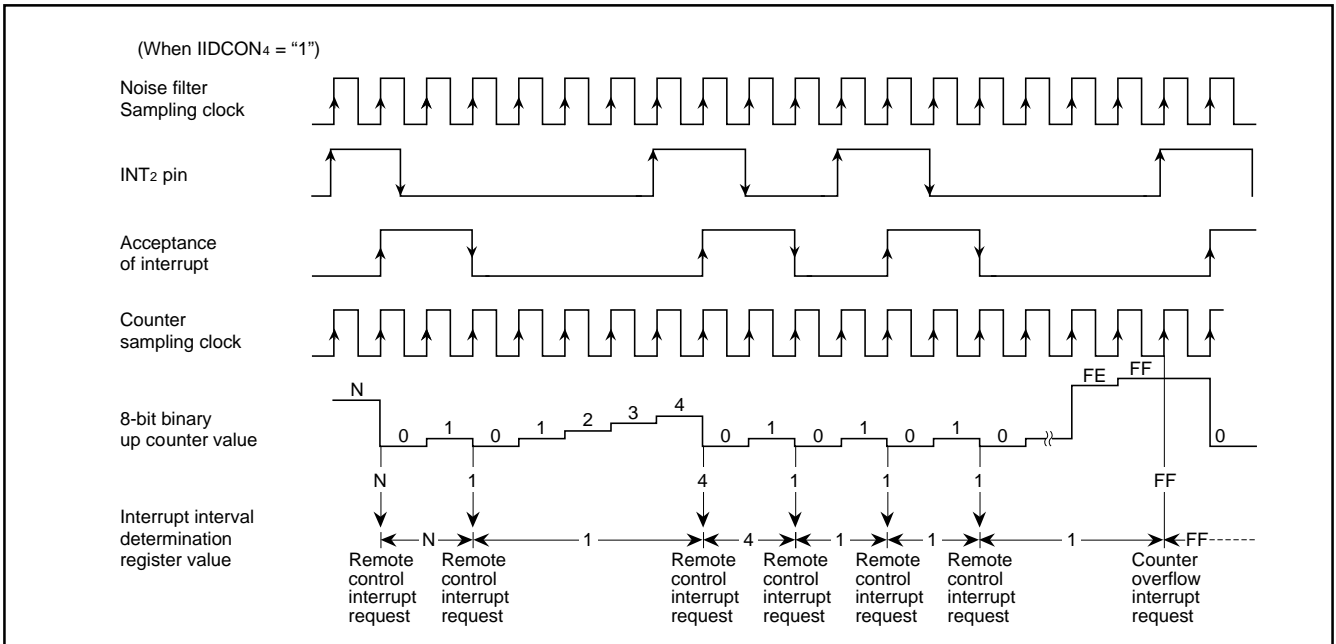 (When IIDCON4 = “1”)
Noise filter
Sampling clock
INT2 pin
Acceptance
of interrupt
Counter
sampling clock
N
FE
FF
8-bit binary
up counter value
0
1
0
1
2
3
4
0
1
0
1
0
1
0
0
N
1
4
1
1
1
FF
Interrupt interval
determination
register value
N
1
4
1
1
1
FF
Remote
control
interrupt
request
Remote
control
interrupt
request
Remote
control
interrupt
request
Remote
control
interrupt
request
Remote
control
interrupt
request
Remote
control
interrupt
request
Counter
overflow
interrupt
request